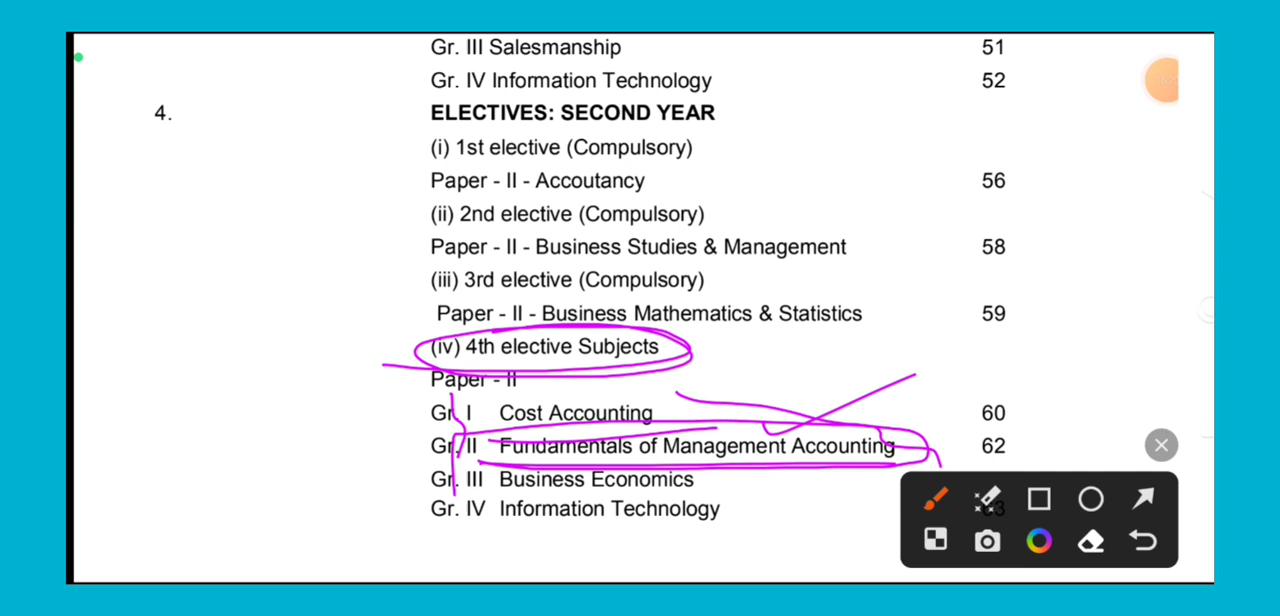 Gr. III Salesmanship 51
Gr. IV Information Technology 52
4. ELECTIVES: SECOND YEAR
(i) 1st elective (Compulsory)
Paper - II - Accoutancy 56
(ii) 2nd elective (Compulsory)
Paper - II - Business Studies & Management 58
(iii) 3rd elective (Compulsory)
Paper - II - Business Mathematics & Statistics 59
(iv) 4th elective Subjects
Paper - II
Gr. I Cost Accounting 60
Gr. II Fundamentals of Management Accounting 62
Gr. III Business Economics
Gr. IV Information Technology